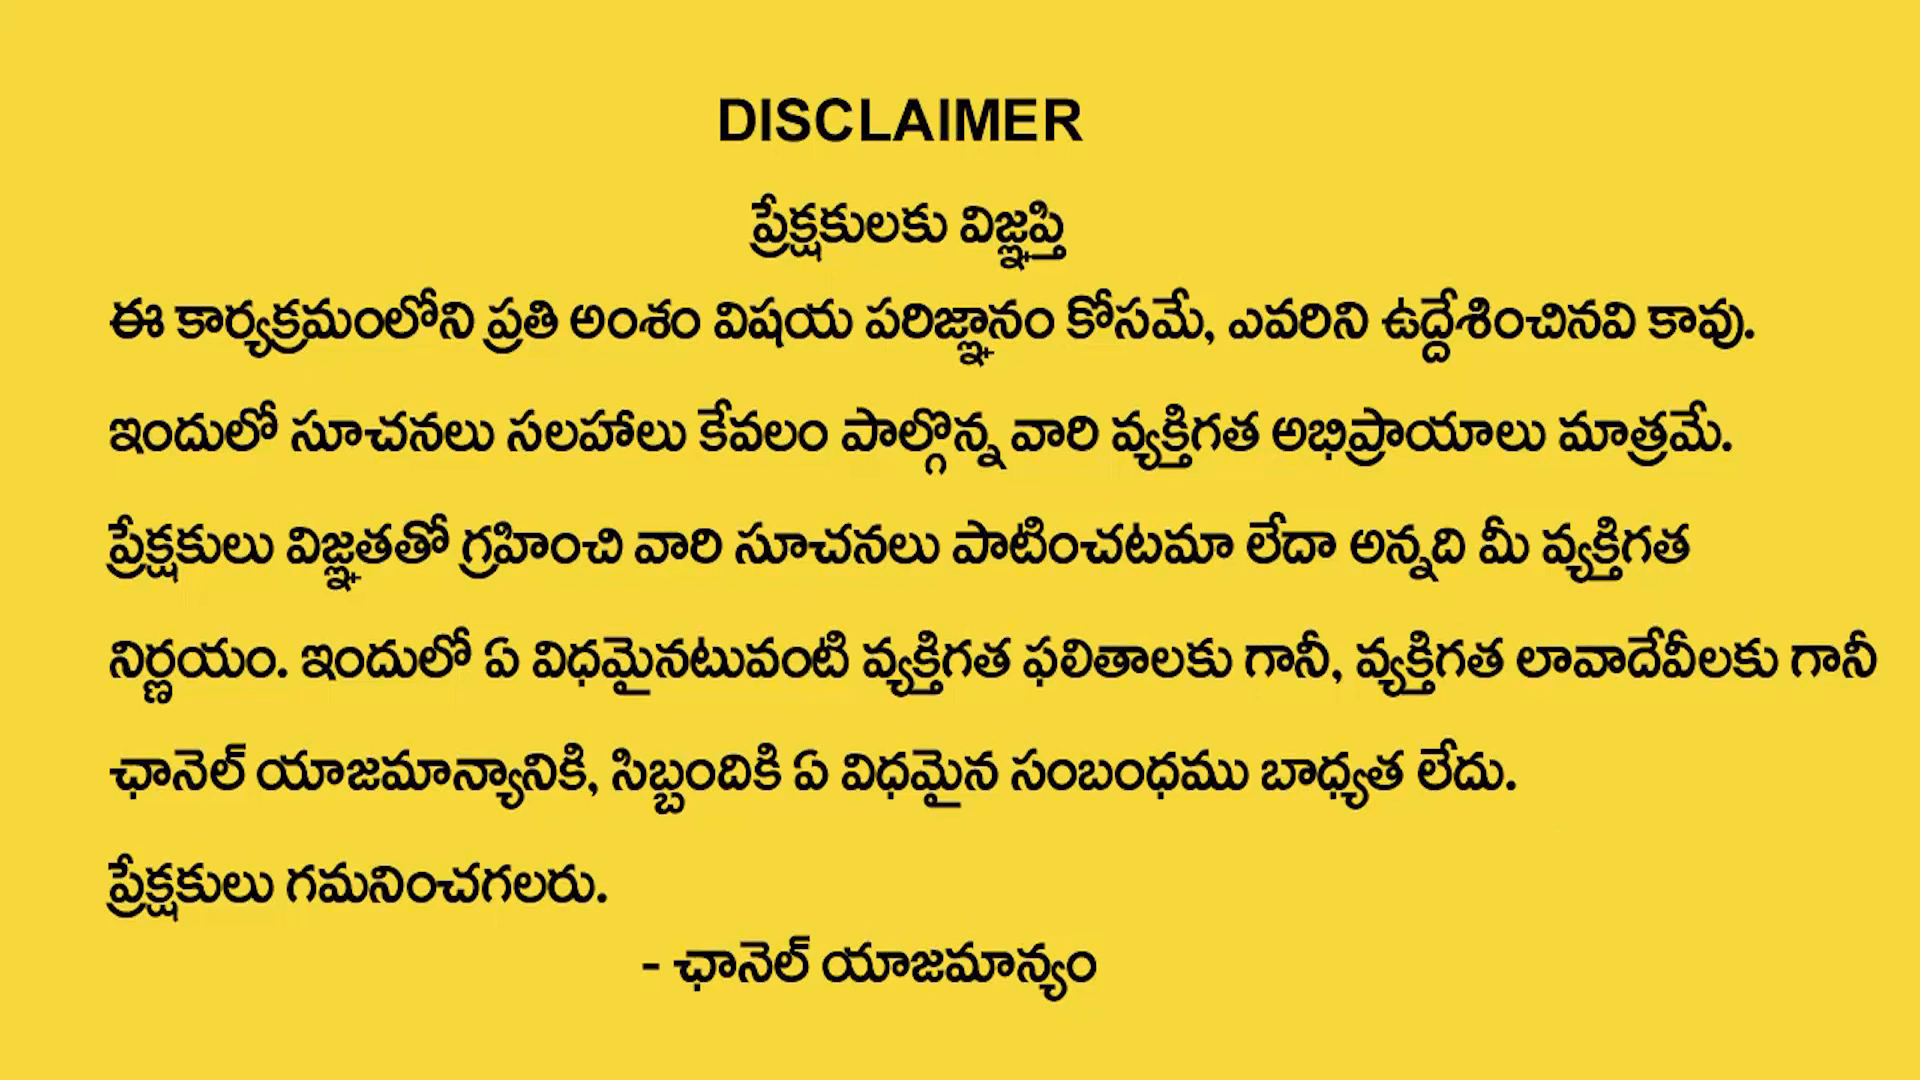 DISCLAIMER
ప్రేక్షకులకు విజ్ఞప్తి
ఈ కార్యక్రమంలోని ప్రతి అంశం విషయ పరిజ్ఞానం కోసమే, ఎవరిని ఉద్దేశించినవి కావు.
ఇందులో సూచనలు సలహాలు కేవలం పాల్గొన్న వారి వ్యక్తిగత అభిప్రాయాలు మాత్రమే.
ప్రేక్షకులు విజ్ఞతతో గ్రహించి వారి సూచనలు పాటించటమా లేదా అన్నది మీ వ్యక్తిగత
నిర్ణయం. ఇందులో ఏ విధమైనటువంటి వ్యక్తిగత ఫలితాలకు గానీ, వ్యక్తిగత లావాదేవీలకు గానీ
ఛానెల్ యాజమాన్యానికి, సిబ్బందికి ఏ విధమైన సంబంధము బాధ్యత లేదు.
ప్రేక్షకులు గమనించగలరు.
- ఛానెల్ యాజమాన్యం